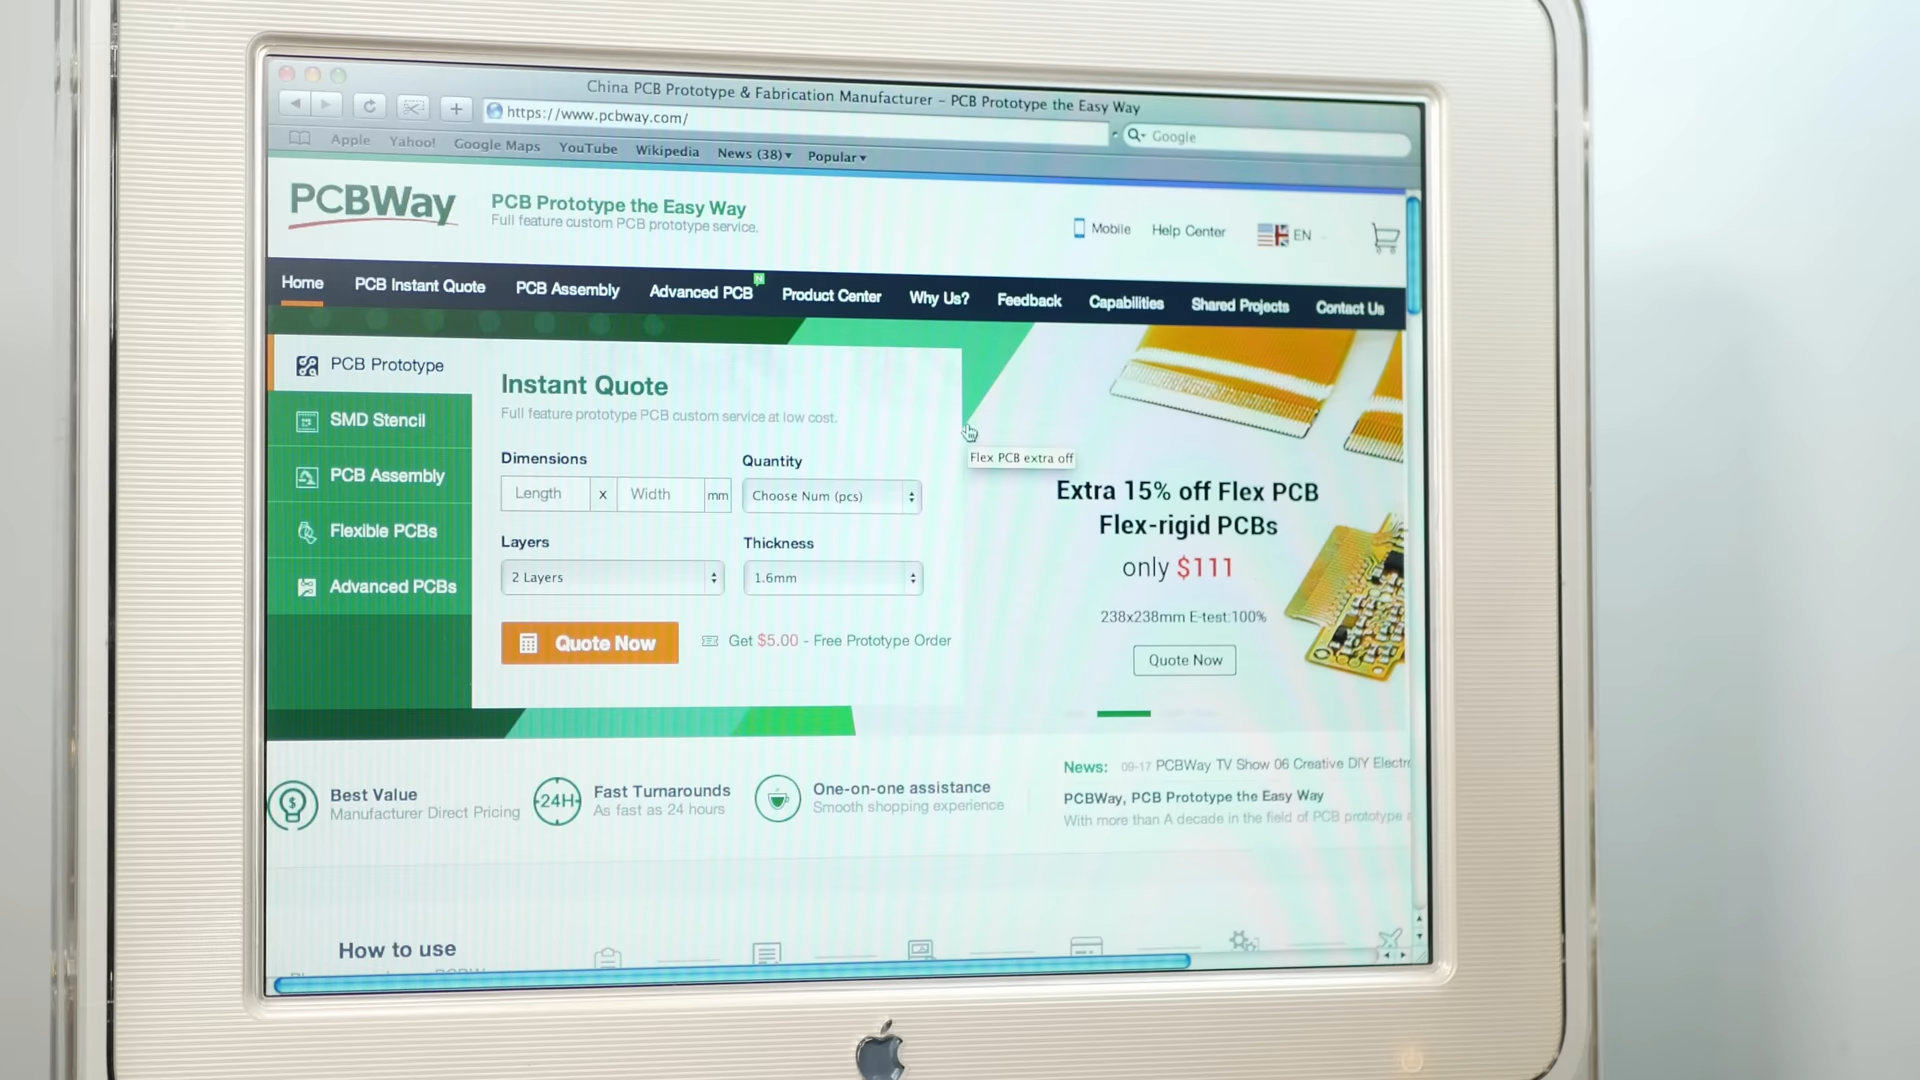 China PCB Prototype & Fabrication Manufacturer – PCB Prototype the Easy Way
https://www.pcbway.com/
Google
Apple Yahoo! Google Maps YouTube Wikipedia News (38) Popular
PCBWay
PCB Prototype the Easy Way
Full feature custom PCB prototype service.
Mobile Help Center EN
Home PCB Instant Quote PCB Assembly Advanced PCB N Product Center Why Us? Feedback Capabilities Shared Projects Contact Us
PCB Prototype
SMD Stencil
PCB Assembly
Flexible PCBs
Advanced PCBs
Instant Quote
Full feature prototype PCB custom service at low cost.
Dimensions
Length x Width mm
Quantity
Choose Num (pcs)
Layers
2 Layers
Thickness
1.6mm
Quote Now
Get $5.00 - Free Prototype Order
Flex PCB extra off
Extra 15% off Flex PCB
Flex-rigid PCBs
only $111
238x238mm E-test:100%
Quote Now
Best Value
Manufacturer Direct Pricing
24H
Fast Turnarounds
As fast as 24 hours
One-on-one assistance
Smooth shopping experience
News: 09-17 PCBWay TV Show 06 Creative DIY Electr
PCBWay, PCB Prototype the Easy Way
With more than A decade in the field of PCB prototype
How to use